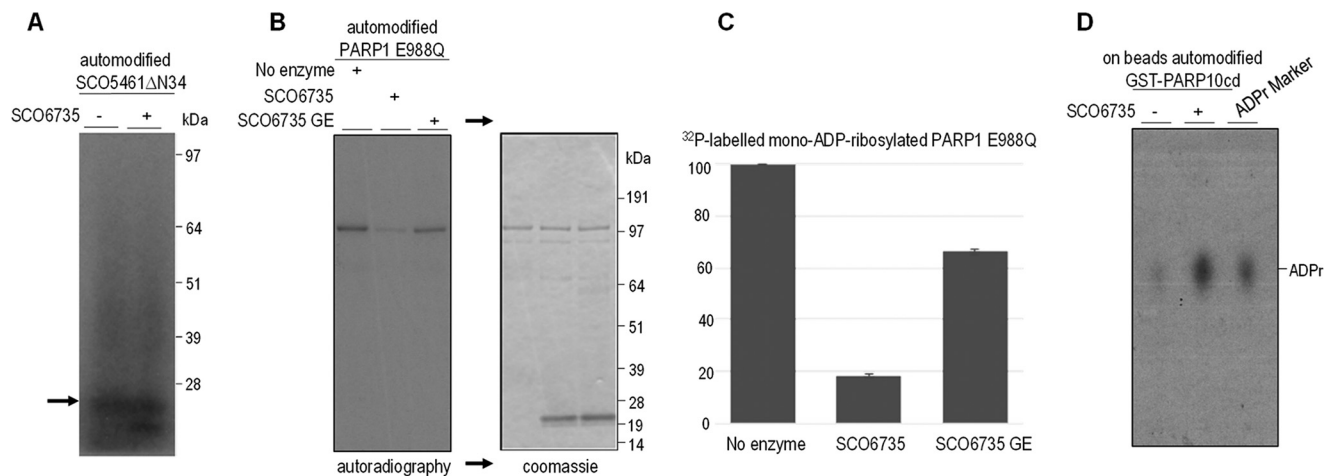 A
automodified
SCO5461ΔN34
SCO6735 - + kDa
97
64
51
39
28
B
automodified
PARP1 E988Q
No enzyme +
SCO6735 +
SCO6735 GE +
kDa
191
97
64
51
39
28
19
14
autoradiography
coomassie
C
³²P-labelled mono-ADP-ribosylated PARP1 E988Q
100
80
60
40
20
0
No enzyme SCO6735 SCO6735 GE
D
on beads automodified
GST-PARP10cd
ADPr Marker
SCO6735 - +
ADPr